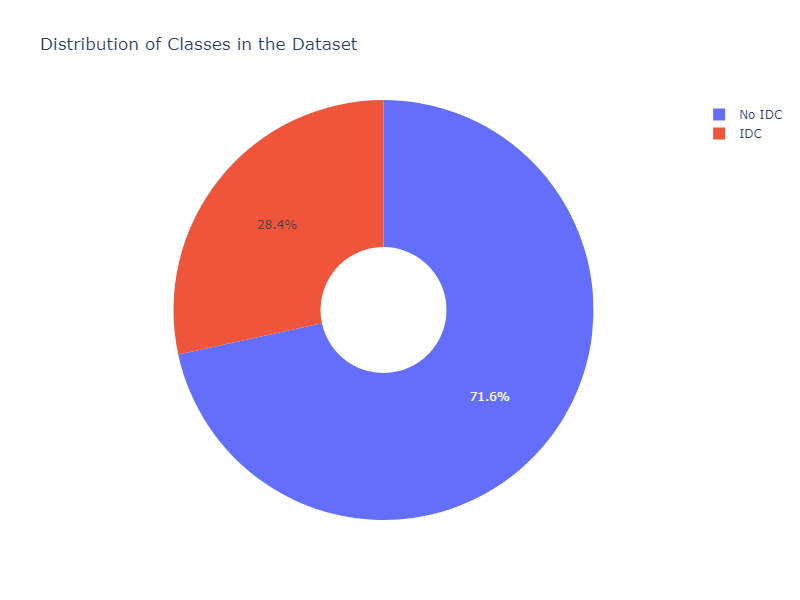 Distribution of Classes in the Dataset
No IDC
IDC
28.4%
71.6%